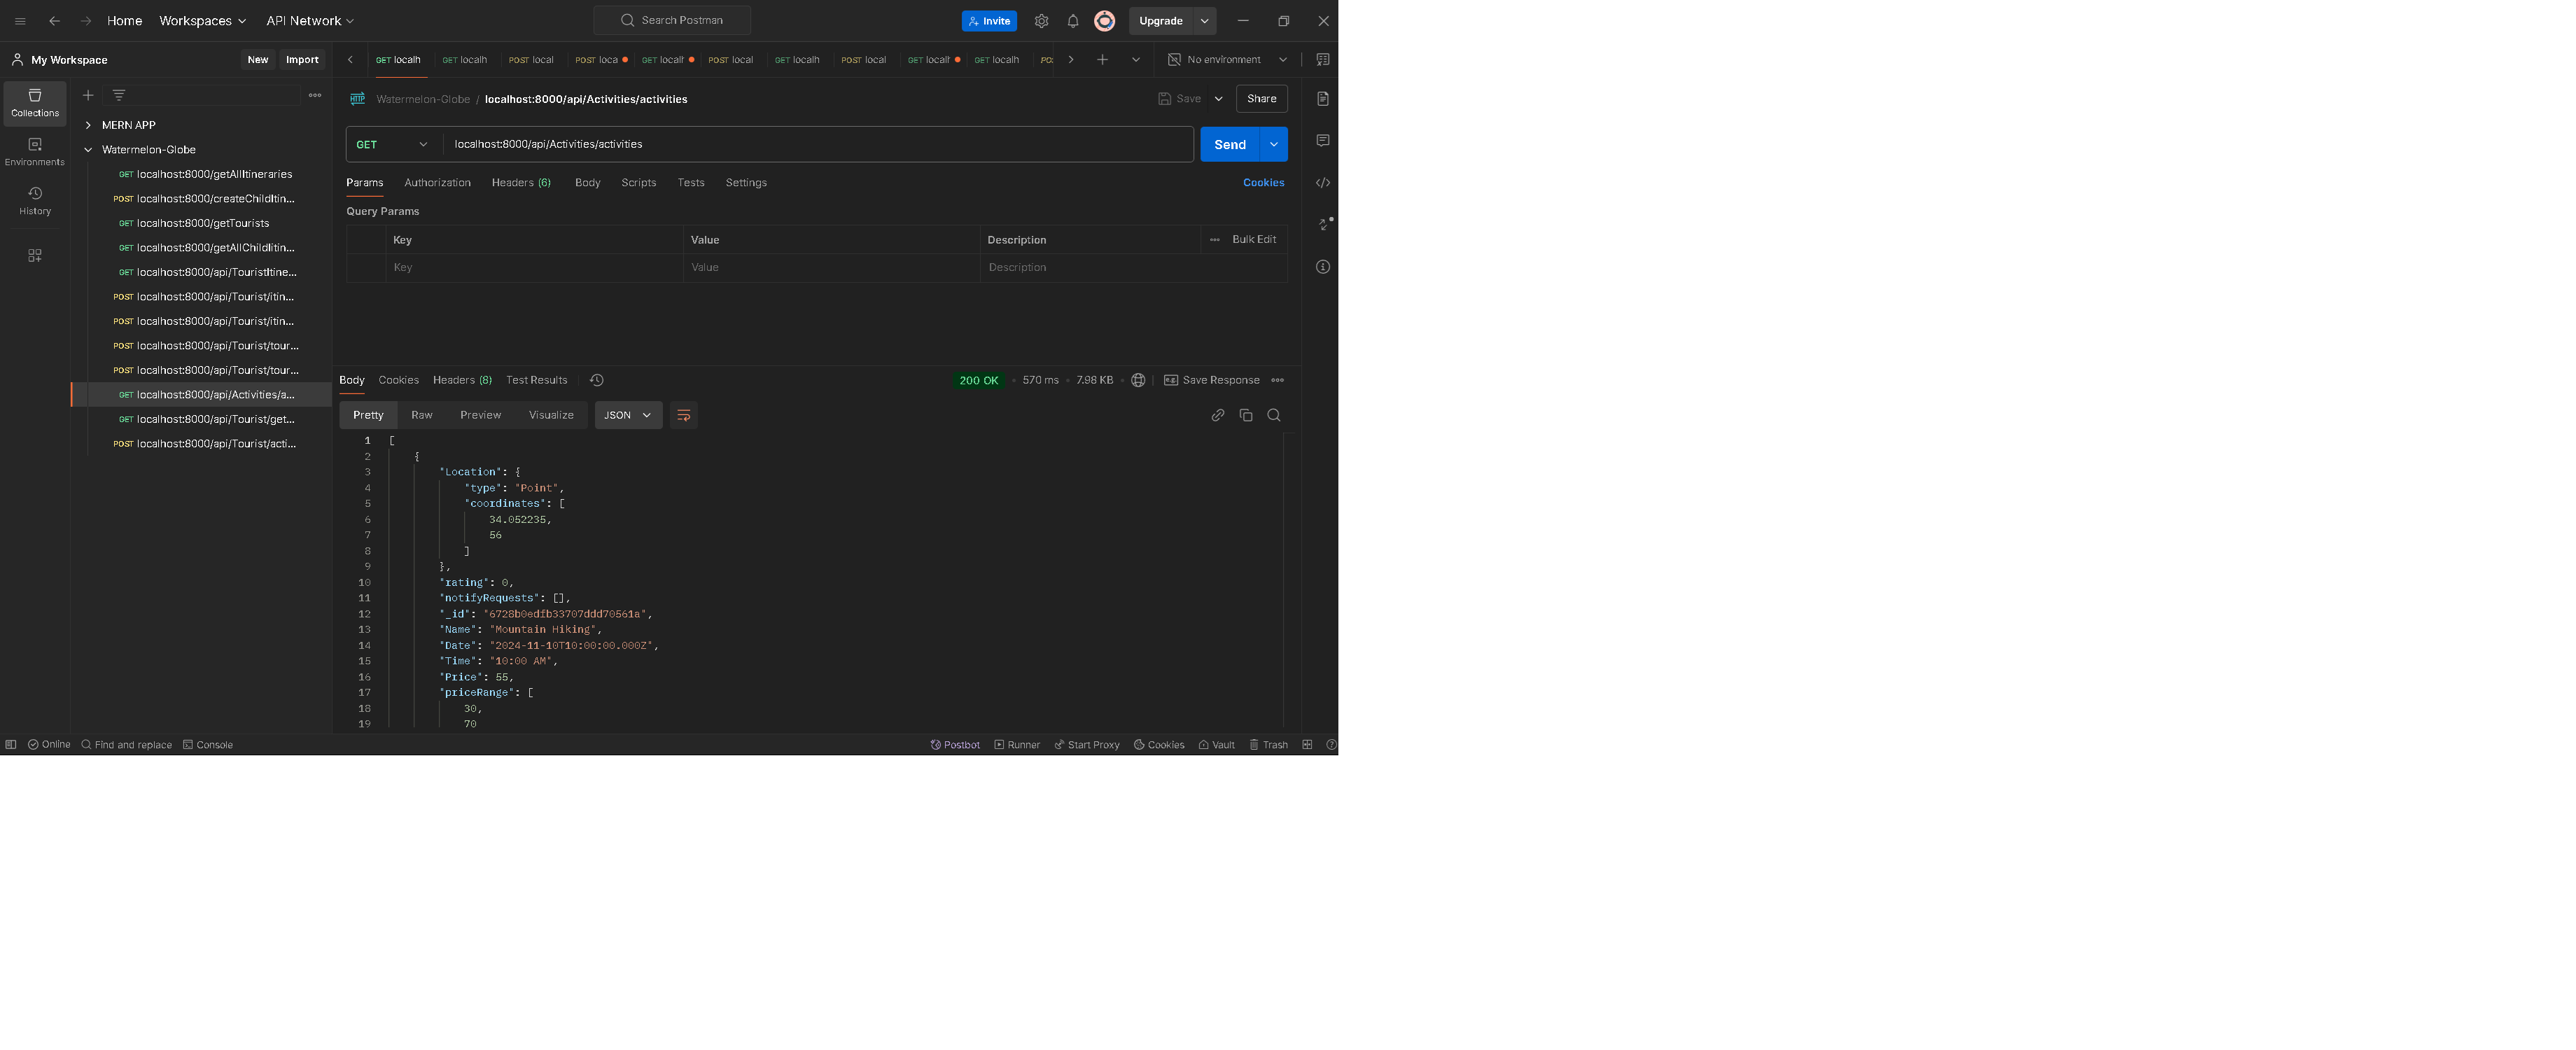 Home Workspaces API Network Search Postman Invite Upgrade
My Workspace New Import GET localh GET localh POST local POST loca GET localh POST local GET localh POST local GET localh GET localh No environment
Collections
Environments
History
MERN APP
Watermelon-Globe
GET localhost:8000/getAllItineraries
POST localhost:8000/createChildItin...
GET localhost:8000/getTourists
GET localhost:8000/getAllChildItin...
GET localhost:8000/api/TouristItine...
POST localhost:8000/api/Tourist/itin...
POST localhost:8000/api/Tourist/itin...
POST localhost:8000/api/Tourist/tour...
POST localhost:8000/api/Tourist/tour...
GET localhost:8000/api/Activities/a...
GET localhost:8000/api/Tourist/get...
POST localhost:8000/api/Tourist/acti...
HTTP Watermelon-Globe / localhost:8000/api/Activities/activities Save Share
GET localhost:8000/api/Activities/activities Send
Params Authorization Headers (6) Body Scripts Tests Settings Cookies
Query Params
Key Value Description Bulk Edit
Key Value Description
Body Cookies Headers (8) Test Results 200 OK 570 ms 7.98 KB Save Response
Pretty Raw Preview Visualize JSON
1 [
2 {
3 "Location": {
4 "type": "Point",
5 "coordinates": [
6 34.052235,
7 56
8 ]
9 },
10 "rating": 0,
11 "notifyRequests": [],
12 "_id": "6728b0edfb33707ddd70561a",
13 "Name": "Mountain Hiking",
14 "Date": "2024-11-10T10:00:00.000Z",
15 "Time": "10:00 AM",
16 "Price": 55,
17 "priceRange": [
18 30,
19 70
Online Find and replace Console Postbot Runner Start Proxy Cookies Vault Trash